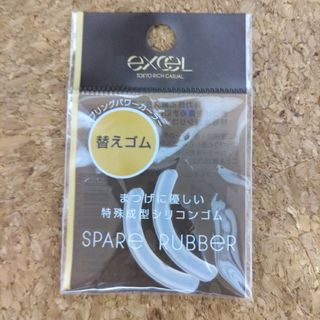 excel
TOKYO RICH CASUAL
スプリングパワーカーラー
替えゴム
まつげに優しい
特殊成型シリコンゴム
SPARE RUBBER